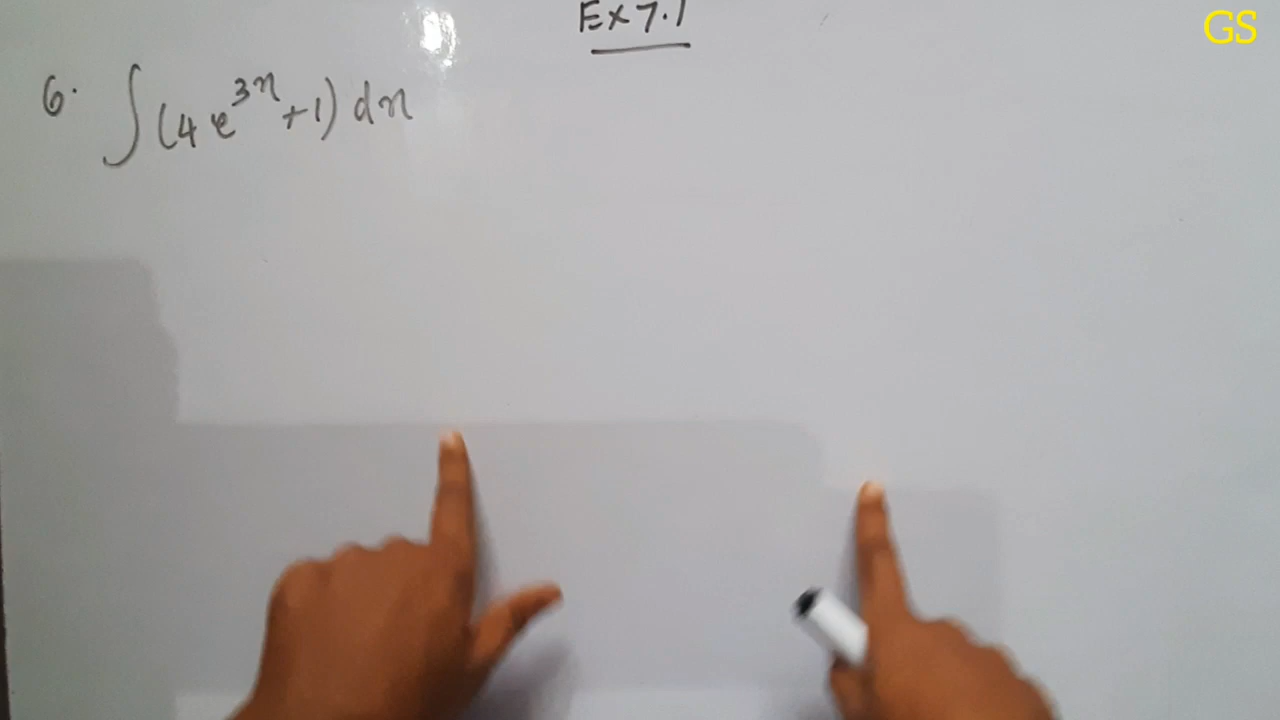 Ex 7.1
GS
6. ∫(4e^{3x}+1) dx